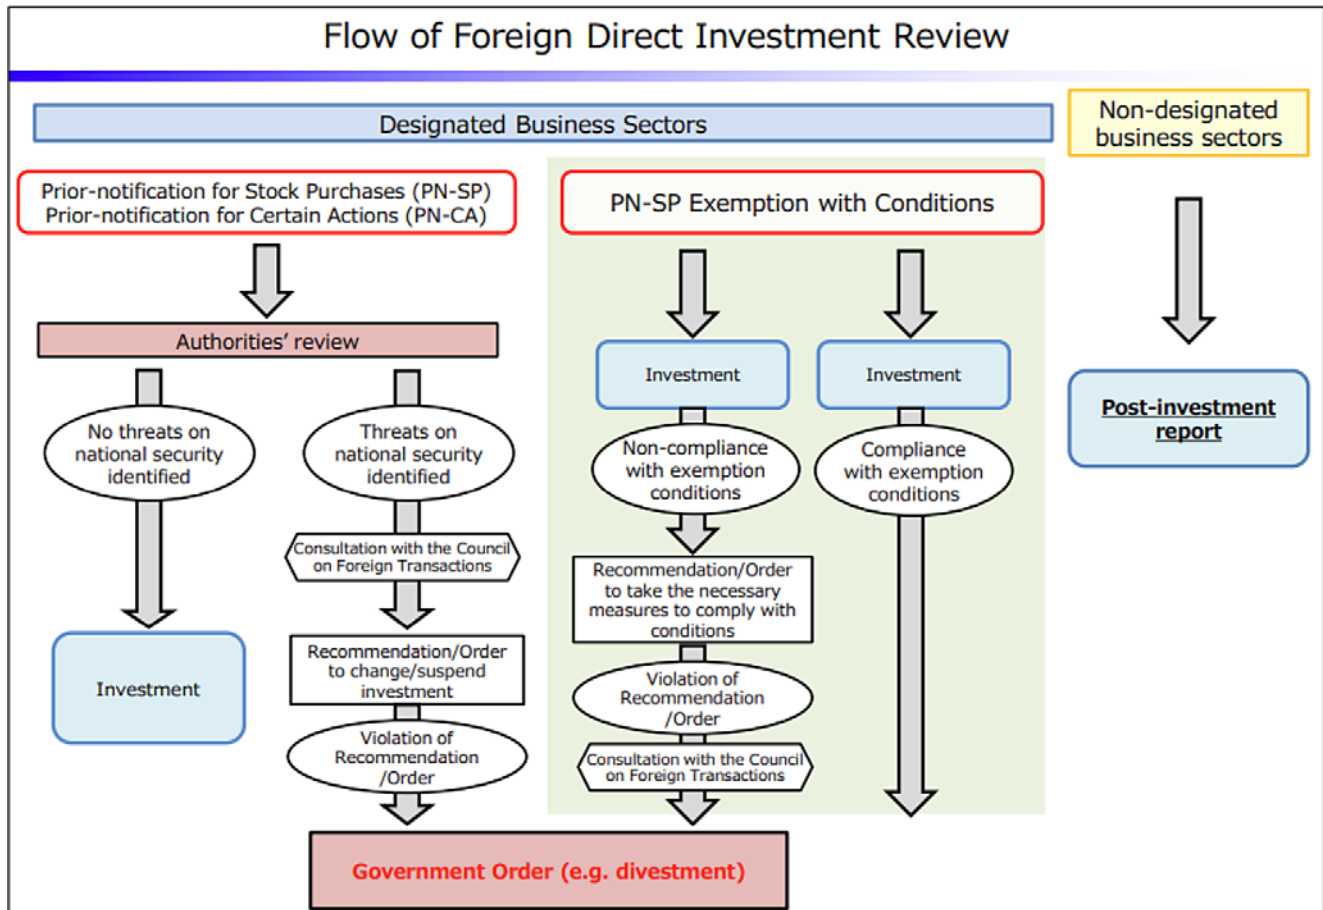 Flow of Foreign Direct Investment Review
Designated Business Sectors
Non-designated
business sectors
Prior-notification for Stock Purchases (PN-SP)
Prior-notification for Certain Actions (PN-CA)
PN-SP Exemption with Conditions
Authorities' review
Investment
Investment
Post-investment
report
No threats on
national security
identified
Threats on
national security
identified
Non-compliance
with exemption
conditions
Compliance
with exemption
conditions
Consultation with the Council
on Foreign Transactions
Recommendation/Order
to take the necessary
measures to comply with
conditions
Investment
Recommendation/Order
to change/suspend
investment
Violation of
Recommendation
/Order
Violation of
Recommendation
/Order
Consultation with the Council
on Foreign Transactions
Government Order (e.g. divestment)